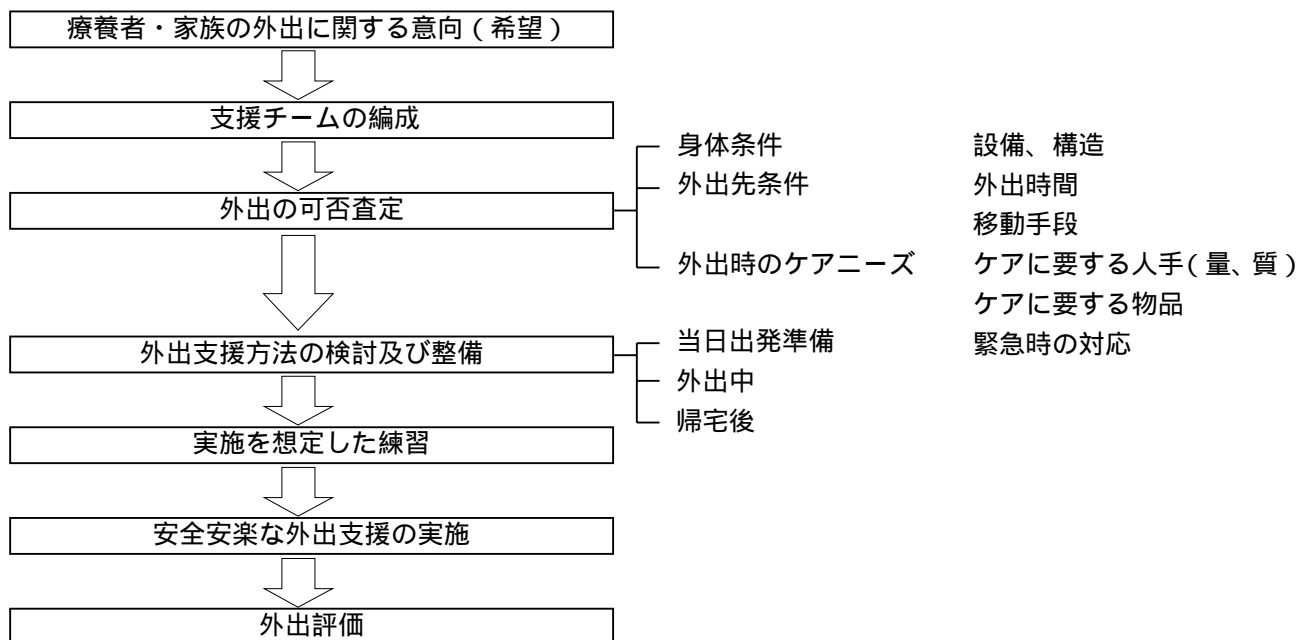 療養者・家族の外出に関する意向(希望)
支援チームの編成
身体条件 設備、構造
外出先条件 外出時間
外出の可否査定
移動手段
外出時のケアニーズ ケアに要する人手(量、質)
ケアに要する物品
外出支援方法の検討及び整備
当日出発準備 緊急時の対応
外出中
帰宅後
実施を想定した練習
安全安楽な外出支援の実施
外出評価